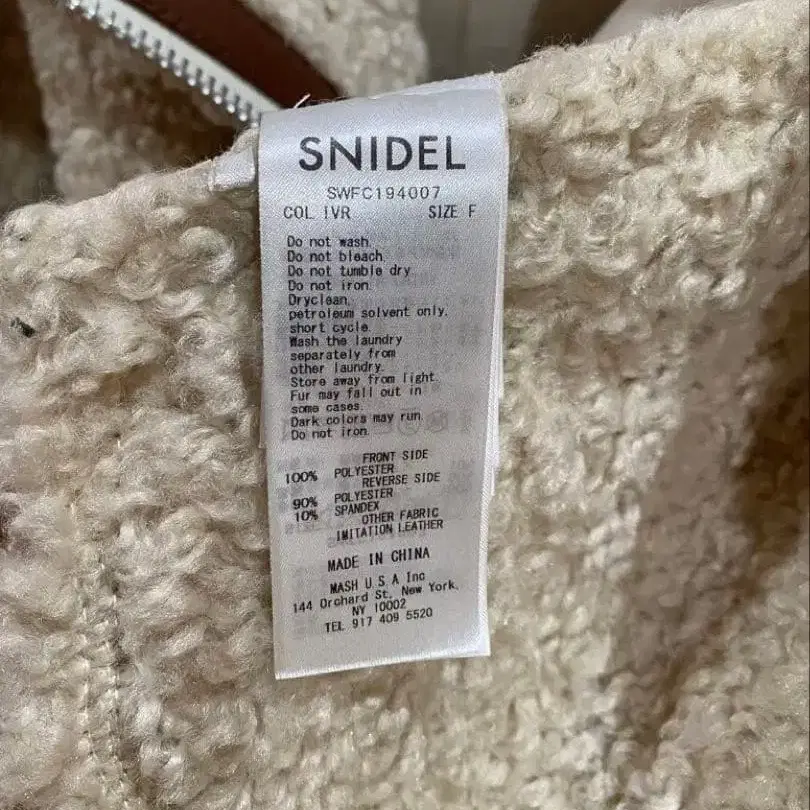 SNIDEL
SWFC194007
COL IVR SIZE F
Do not wash.
Do not bleach.
Do not tumble dry
Do not iron.
Dryclean.
petroleum solvent only.
short cycle.
Wash the laundry
separately from
other laundry.
Store away from light.
Fur may fall out in
some cases.
Dark colors may run.
Do not iron.
FRONT SIDE
100% POLYESTER
REVERSE SIDE
90% POLYESTER
10% SPANDEX
OTHER FABRIC
IMITATION LEATHER
MADE IN CHINA
MASH U S A Inc
144 Orchard St, New York,
NY 10002
TEL 917 409 5520